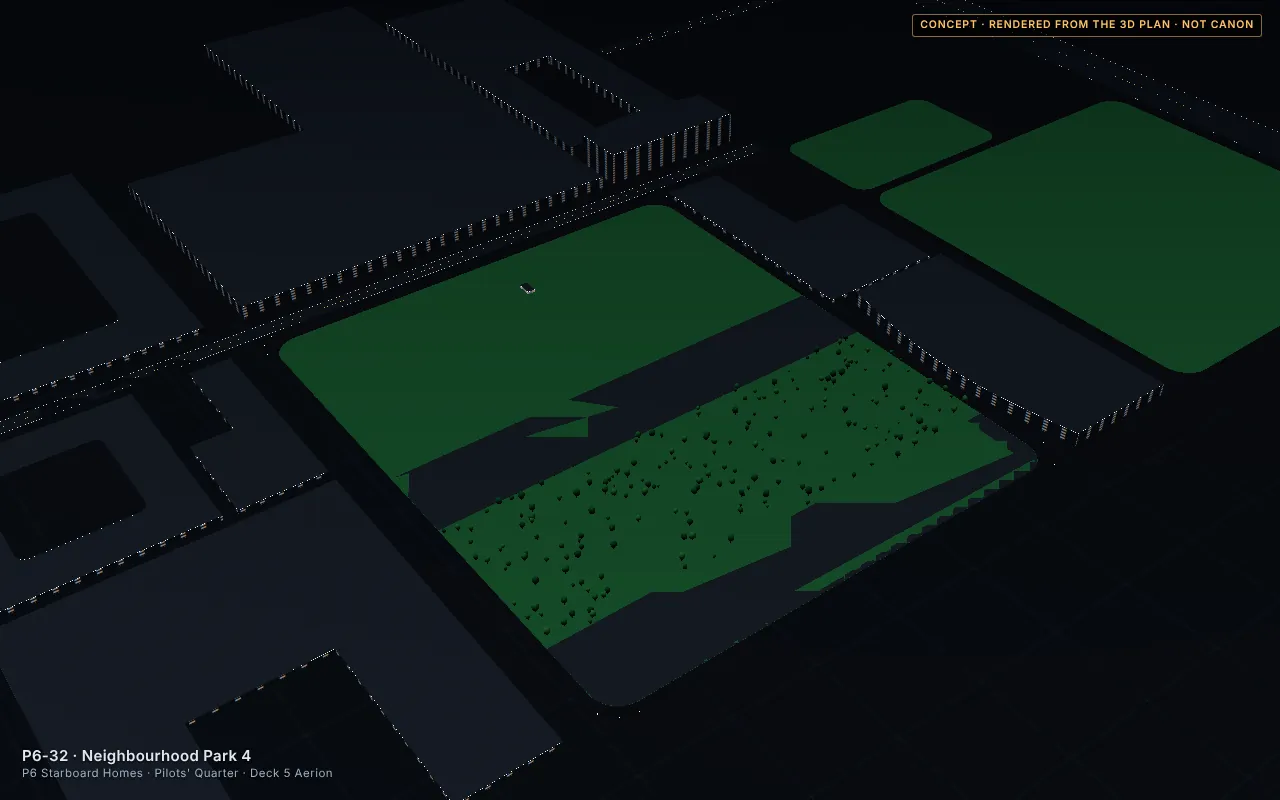 CONCEPT · RENDERED FROM THE 3D PLAN · NOT CANON
P6-32 · Neighbourhood Park 4
P6 Starboard Homes · Pilots' Quarter · Deck 5 Aerion